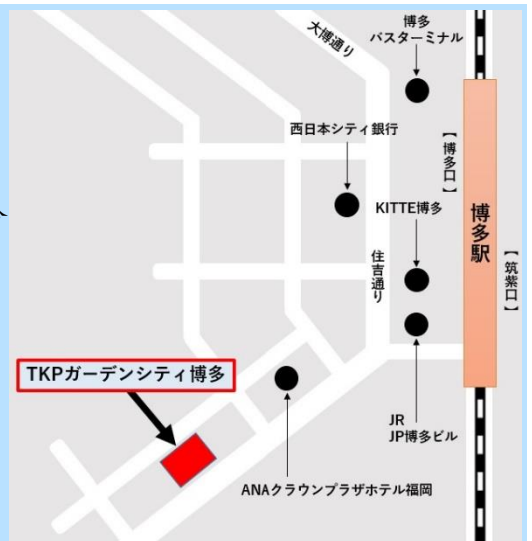 博多
バスターミナル
大博通り
西日本シティ銀行
【博多口】
KITTE博多
博多駅
【筑紫口】
住吉通り
TKPガーデンシティ博多
JR
JP博多ビル
ANAクラウンプラザホテル福岡